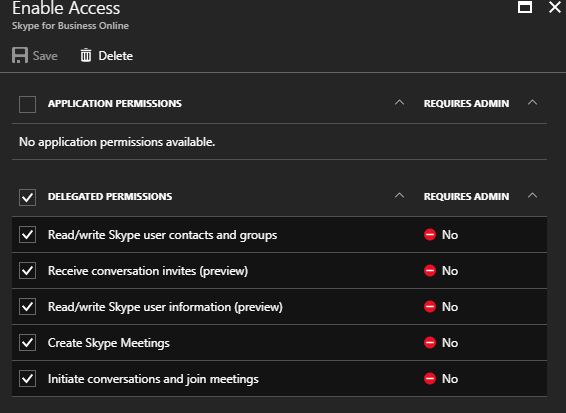 Enable Access
Skype for Business Online
Save Delete
APPLICATION PERMISSIONS REQUIRES ADMIN
No application permissions available.
DELEGATED PERMISSIONS REQUIRES ADMIN
Read/write Skype user contacts and groups No
Receive conversation invites (preview) No
Read/write Skype user information (preview) No
Create Skype Meetings No
Initiate conversations and join meetings No